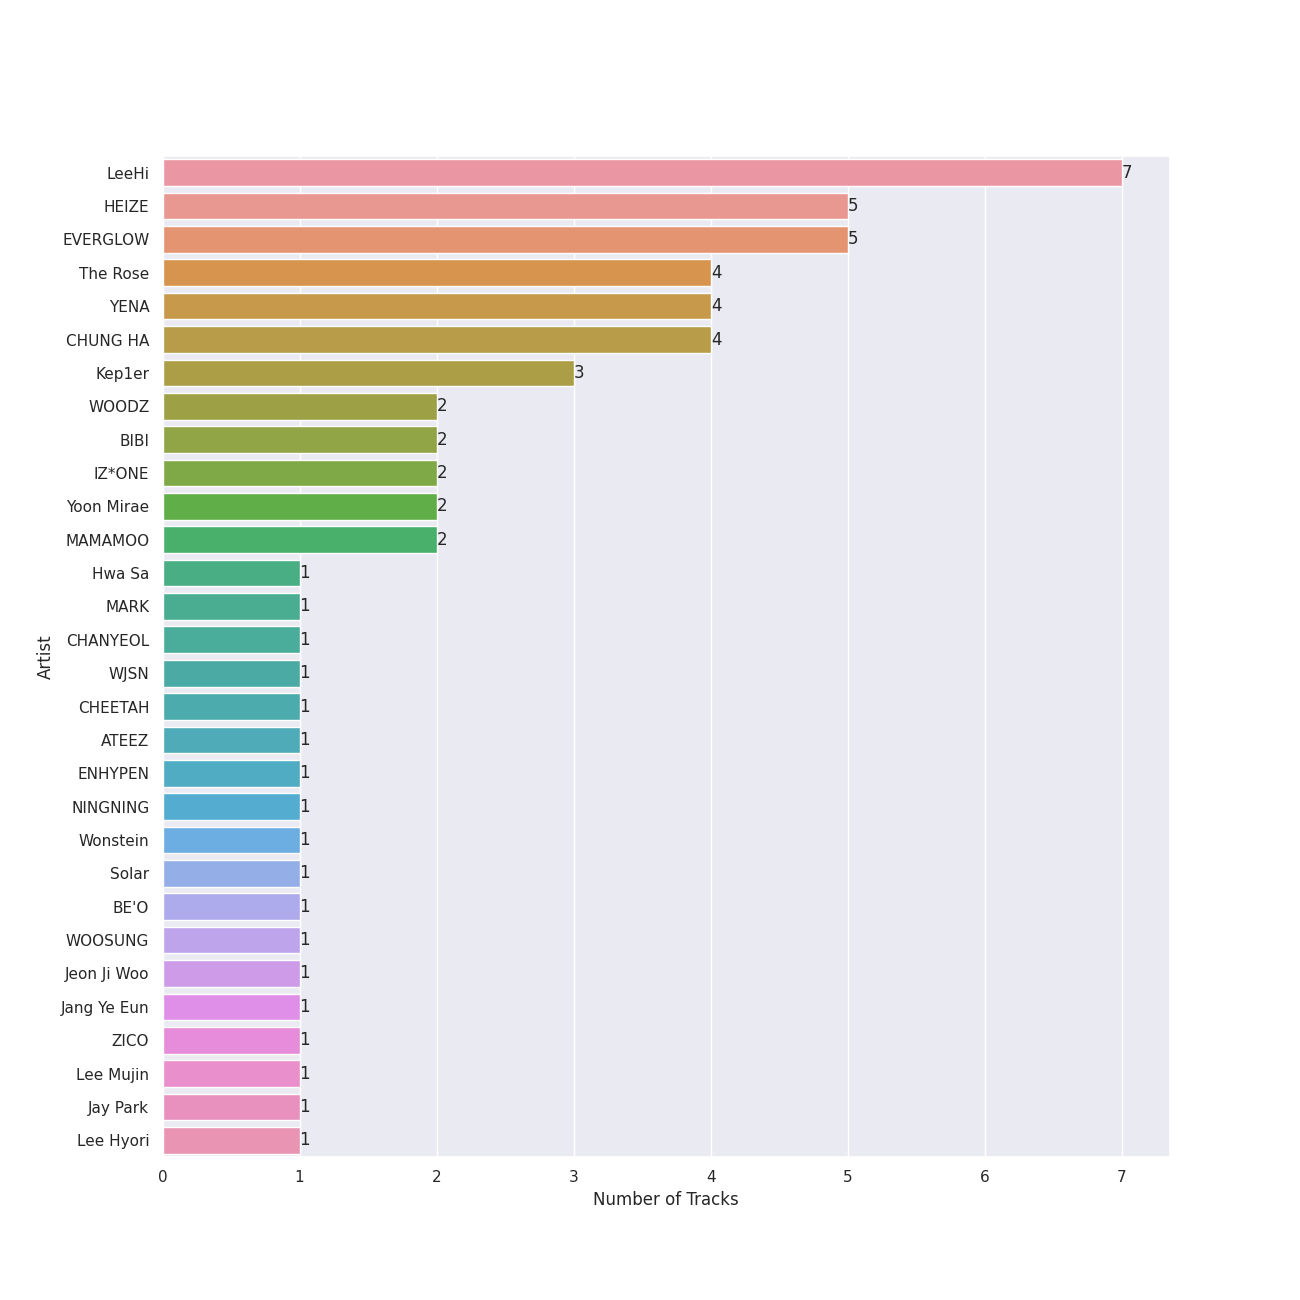 LeeHi 7
HEIZE 5
EVERGLOW 5
The Rose 4
YENA 4
CHUNG HA 4
Kep1er 3
WOODZ 2
BIBI 2
IZ*ONE 2
Yoon Mirae 2
MAMAMOO 2
Hwa Sa 1
MARK 1
CHANYEOL 1
WJSN 1
CHEETAH 1
ATEEZ 1
ENHYPEN 1
NINGNING 1
Wonstein 1
Solar 1
BE'O 1
WOOSUNG 1
Jeon Ji Woo 1
Jang Ye Eun 1
ZICO 1
Lee Mujin 1
Jay Park 1
Lee Hyori 1
Artist
0 1 2 3 4 5 6 7
Number of Tracks